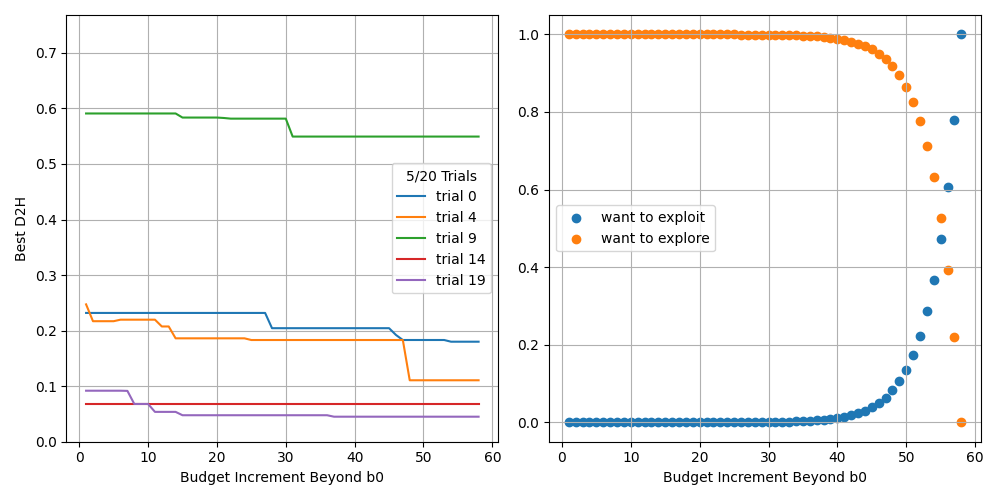 0.7
0.6
0.5
0.4
0.3
0.2
0.1
0.0
Best D2H
0 10 20 30 40 50 60
Budget Increment Beyond b0
5/20 Trials
trial 0
trial 4
trial 9
trial 14
trial 19
1.0
0.8
0.6
0.4
0.2
0.0
0 10 20 30 40 50 60
Budget Increment Beyond b0
want to exploit
want to explore